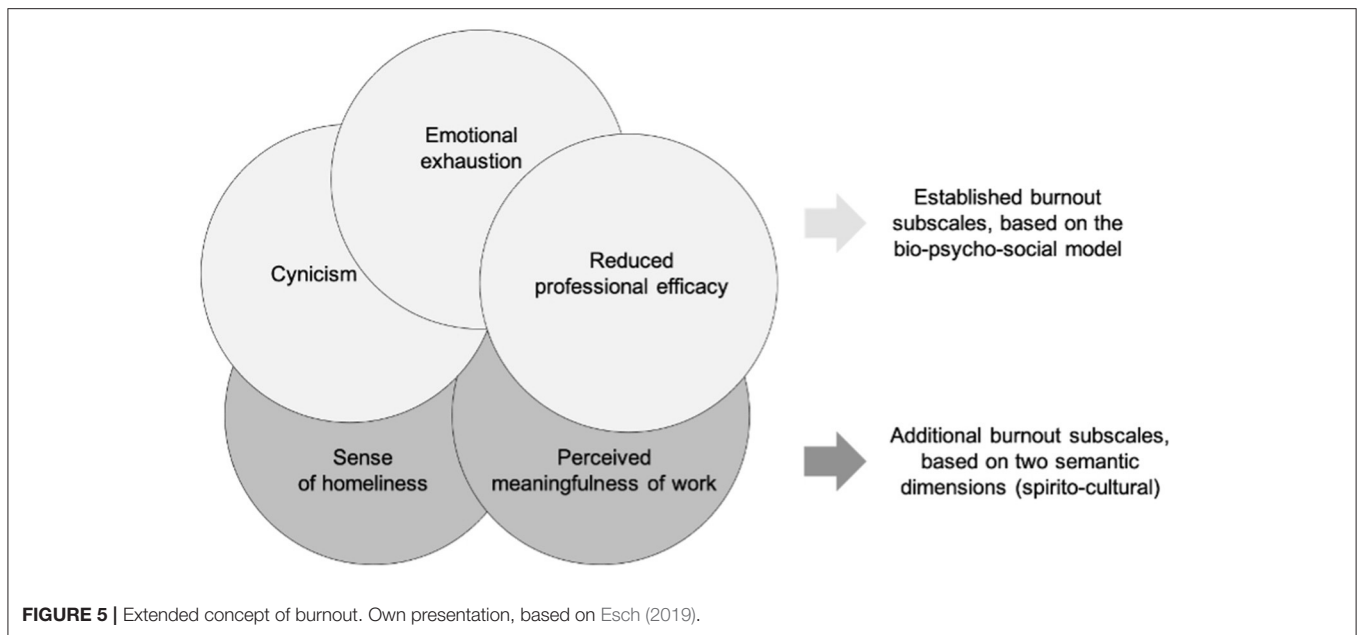 Emotional
exhaustion
Cynicism
Reduced
professional efficacy
Sense
of homeliness
Perceived
meaningfulness of work
Established burnout
subscales, based on the
bio-psycho-social model
Additional burnout subscales,
based on two semantic
dimensions (spirito-cultural)
FIGURE 5 | Extended concept of burnout. Own presentation, based on Esch (2019).